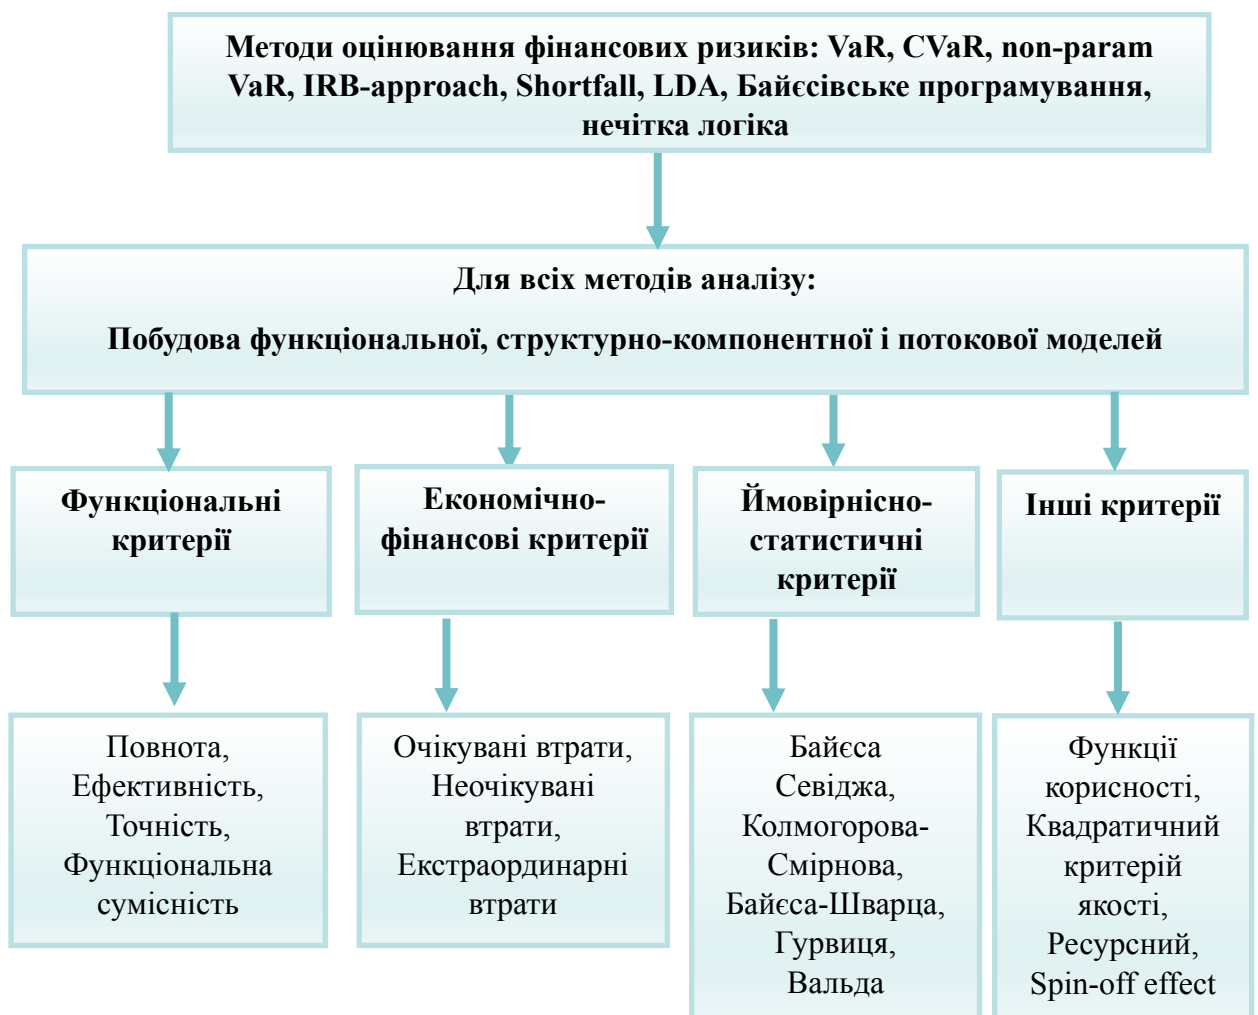 Методи оцінювання фінансових ризиків: VaR, CVaR, non-param
VaR, IRB-approach, Shortfall, LDA, Байєсівське програмування,
нечітка логіка
Для всіх методів аналізу:
Побудова функціональної, структурно-компонентної і потокової моделей
Функціональні
критерії
Економічно-
фінансові критерії
Ймовірнісно-
статистичні
критерії
Інші критерії
Повнота,
Ефективність,
Точність,
Функціональна
сумісність
Очікувані втрати,
Неочікувані
втрати,
Екстраординарні
втрати
Байєса
Севіджа,
Колмогорова-
Смірнова,
Байєса-Шварца,
Гурвиця,
Вальда
Функції
корисності,
Квадратичний
критерій
якості,
Ресурсний,
Spin-off effect